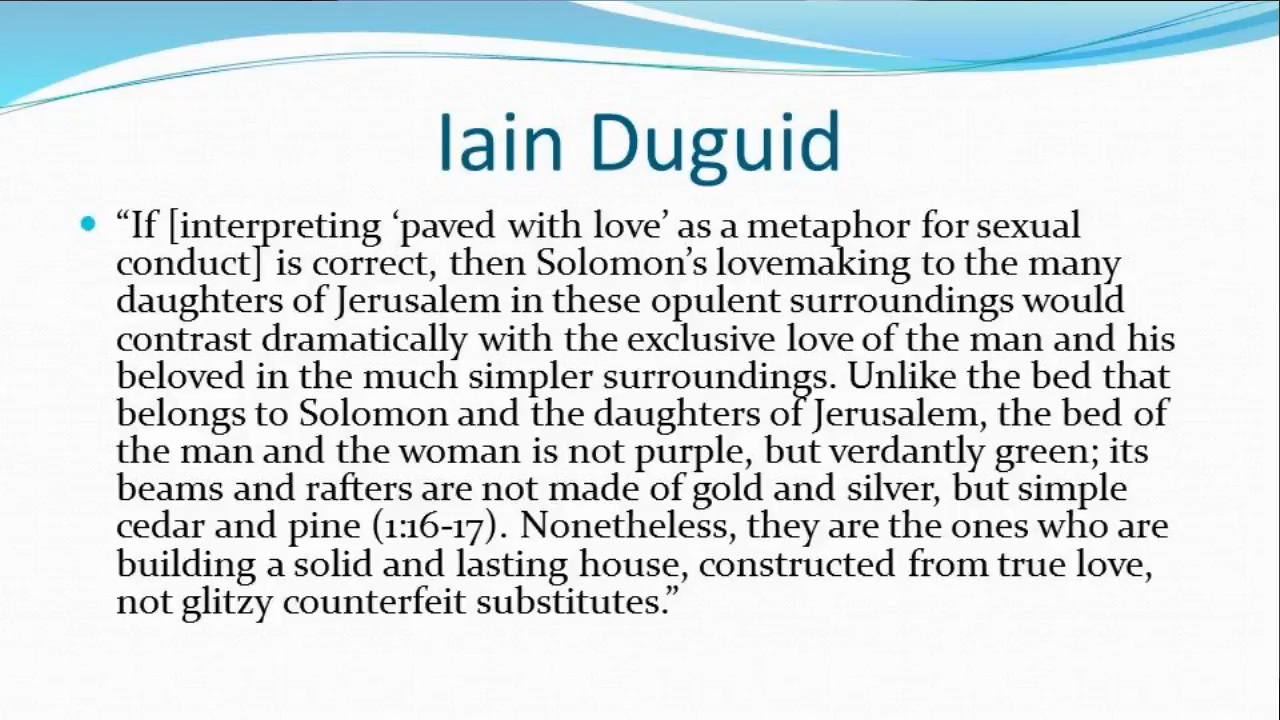 Iain Duguid
• “If [interpreting ‘paved with love’ as a metaphor for sexual
conduct] is correct, then Solomon’s lovemaking to the many
daughters of Jerusalem in these opulent surroundings would
contrast dramatically with the exclusive love of the man and his
beloved in the much simpler surroundings. Unlike the bed that
belongs to Solomon and the daughters of Jerusalem, the bed of
the man and the woman is not purple, but verdantly green; its
beams and rafters are not made of gold and silver, but simple
cedar and pine (1:16-17). Nonetheless, they are the ones who are
building a solid and lasting house, constructed from true love,
not glitzy counterfeit substitutes.”